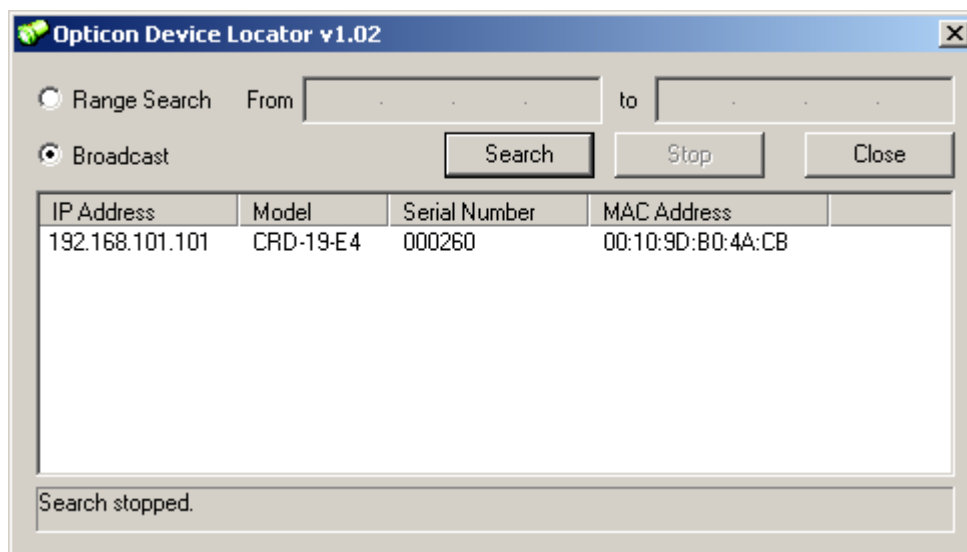 Opticon Device Locator v1.02
Range Search From . . . to . . .
Broadcast Search Stop Close
IP Address Model Serial Number MAC Address
192.168.101.101 CRD-19-E4 000260 00:10:9D:B0:4A:CB
Search stopped.